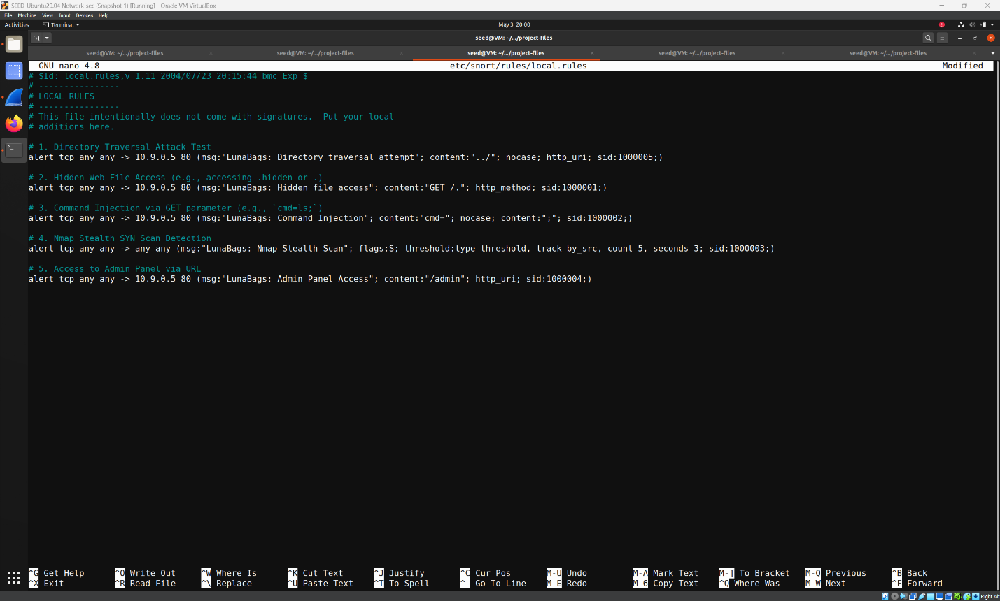 SEED-Ubuntu20.04 Network-sec (Snapshot 1) [Running] - Oracle VM VirtualBox
File Machine View Input Devices Help
Activities Terminal May 3 20:00
seed@VM: ~/.../project-files
seed@VM: ~/.../project-files seed@VM: ~/.../project-files seed@VM: ~/.../project-files seed@VM: ~/.../project-files seed@VM: ~/.../project-files
GNU nano 4.8 etc/snort/rules/local.rules Modified
# $Id: local.rules,v 1.11 2004/07/23 20:15:44 bmc Exp $
# ----------------
# LOCAL RULES
# ----------------
# This file intentionally does not come with signatures.  Put your local
# additions here.
# 1. Directory Traversal Attack Test
alert tcp any any -> 10.9.0.5 80 (msg:"LunaBags: Directory traversal attempt"; content:"../"; nocase; http_uri; sid:1000005;)
# 2. Hidden Web File Access (e.g., accessing .hidden or .)
alert tcp any any -> 10.9.0.5 80 (msg:"LunaBags: Hidden file access"; content:"GET /."; http_method; sid:1000001;)
# 3. Command Injection via GET parameter (e.g., `cmd=ls;`)
alert tcp any any -> 10.9.0.5 80 (msg:"LunaBags: Command Injection"; content:"cmd="; nocase; content:";"; sid:1000002;)
# 4. Nmap Stealth SYN Scan Detection
alert tcp any any -> any any (msg:"LunaBags: Nmap Stealth Scan"; flags:S; threshold:type threshold, track by_src, count 5, seconds 3; sid:1000003;)
# 5. Access to Admin Panel via URL
alert tcp any any -> 10.9.0.5 80 (msg:"LunaBags: Admin Panel Access"; content:"/admin"; http_uri; sid:1000004;)
^G Get Help ^O Write Out ^W Where Is ^K Cut Text ^J Justify ^C Cur Pos M-U Undo M-A Mark Text M-] To Bracket M-Q Previous ^B Back
^X Exit ^R Read File ^\ Replace ^U Paste Text ^T To Spell ^_ Go To Line M-E Redo M-6 Copy Text ^Q Where Was M-W Next ^F Forward
Right Alt